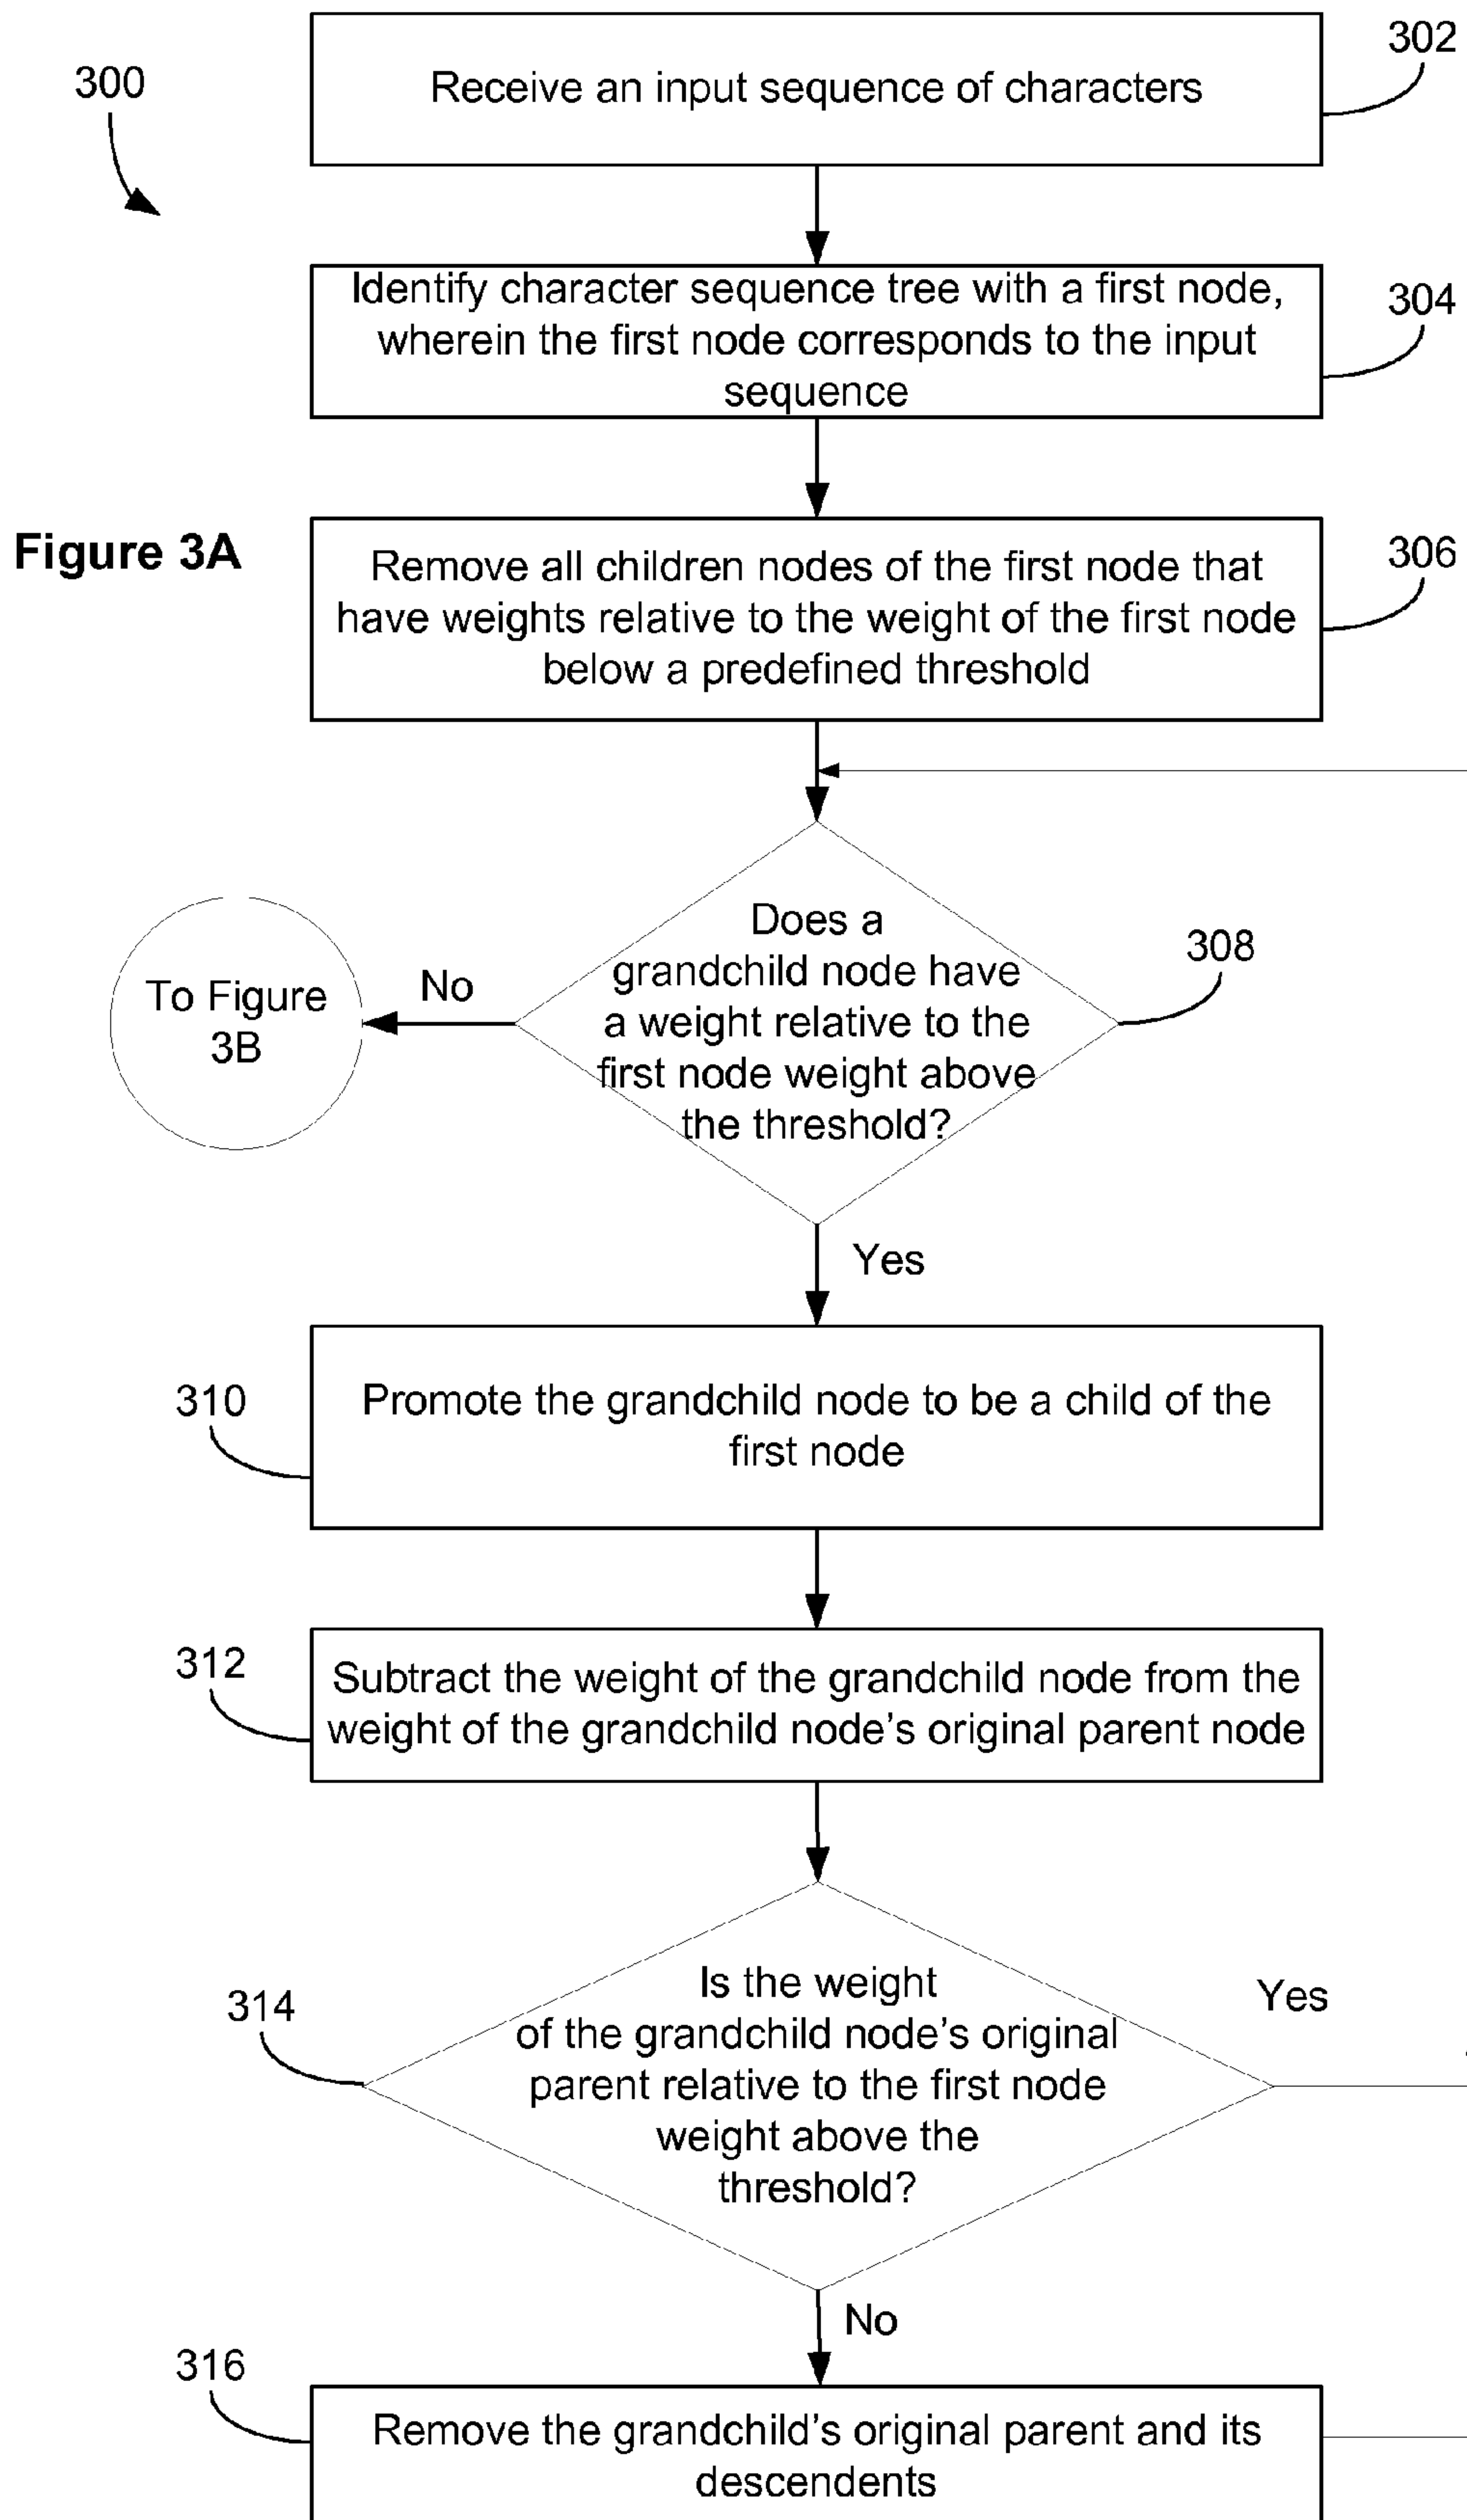 302
Receive an input sequence of characters
300
Identify character sequence tree with a first node,
wherein the first node corresponds to the input
sequence
304
Figure 3A
Remove all children nodes of the first node that
have weights relative to the weight of the first node
below a predefined threshold
306
Does a
grandchild node have
a weight relative to the
first node weight above
the threshold?
308
No
To Figure
3B
Yes
310
Promote the grandchild node to be a child of the
first node
312
Subtract the weight of the grandchild node from the
weight of the grandchild node's original parent node
314
Is the weight
of the grandchild node's original
parent relative to the first node
weight above the
threshold?
Yes
No
316
Remove the grandchild's original parent and its
descendents